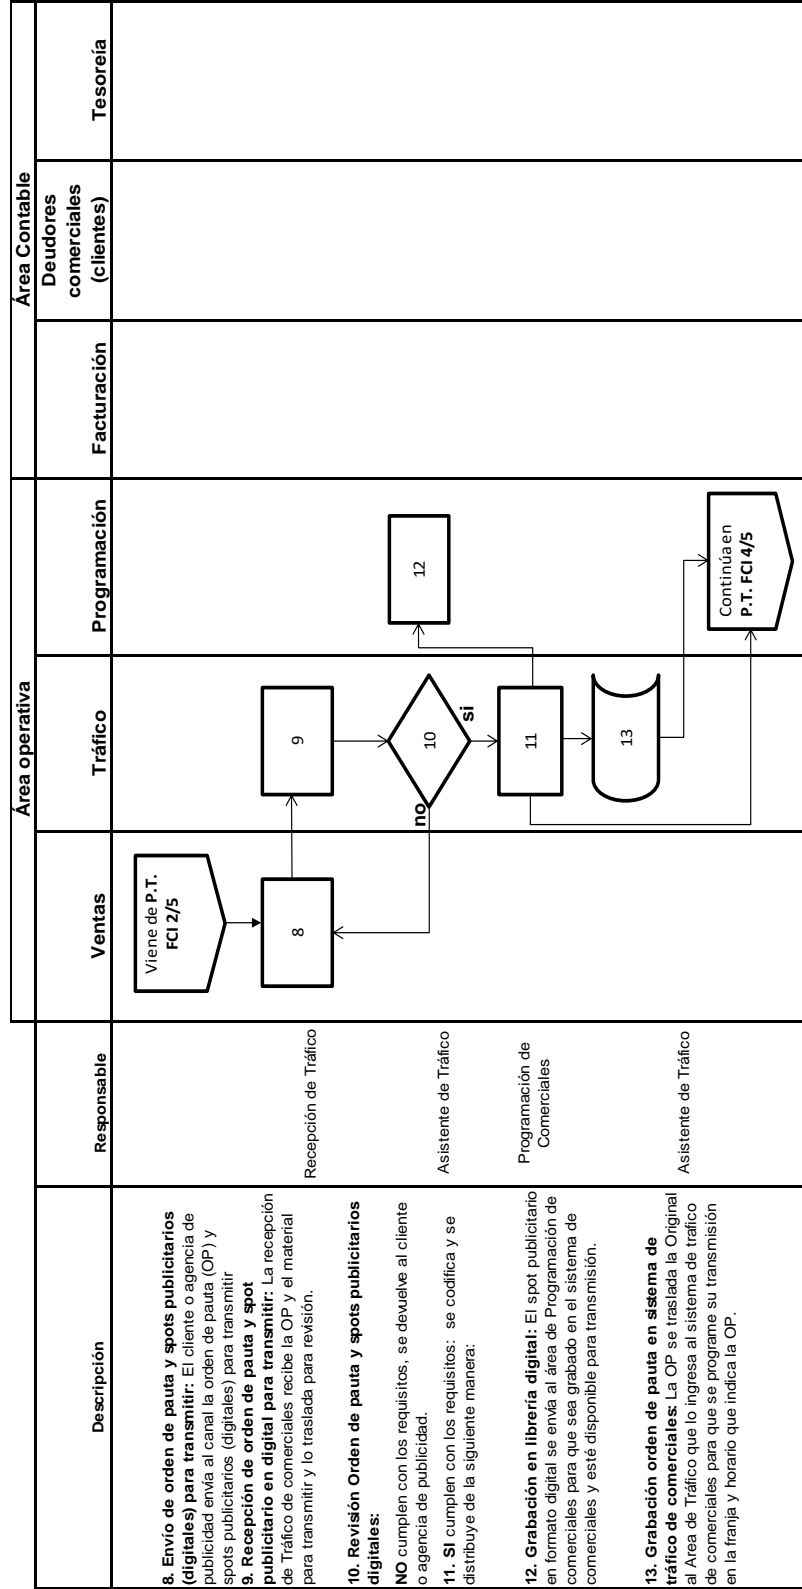 Área operativa
Área Contable
Descripción
Responsable
Ventas
Tráfico
Programación
Facturación
Deudores
comerciales
(clientes)
Tesoreía
8. Envío de orden de pauta y spots publicitarios
(digitales) para transmitir: El cliente o agencia de
publicidad envía al canal la orden de pauta (OP) y
spots publicitarios (digitales) para transmitir
9. Recepción de orden de pauta y spot
publicitario en digital para transmitir: La recepción
de Tráfico de comerciales recibe la OP y el material
para transmitir y lo traslada para revisión.
10. Revisión Orden de pauta y spots publicitarios
digitales:
NO cumplen con los requisitos, se devuelve al cliente
o agencia de publicidad.
11. SI cumplen con los requisitos: se codifica y se
distribuye de la siguiente manera:
12. Grabación en librería digital: El spot publicitario
en formato digital se envía al área de Programación de
comerciales para que sea grabado en el sistema de
comerciales y esté disponible para transmisión.
13. Grabación orden de pauta en sistema de
tráfico de comerciales: La OP se traslada la Original
al Area de Tráfico que lo ingresa al sistema de trafico
de comerciales para que se programe su transmisión
en la franja y horario que indica la OP.
Recepción de Tráfico
Asistente de Tráfico
Programación de
Comerciales
Asistente de Tráfico
Viene de P.T.
FCI 2/5
8
9
10
no
si
11
12
13
Continúa en
P.T. FCI 4/5